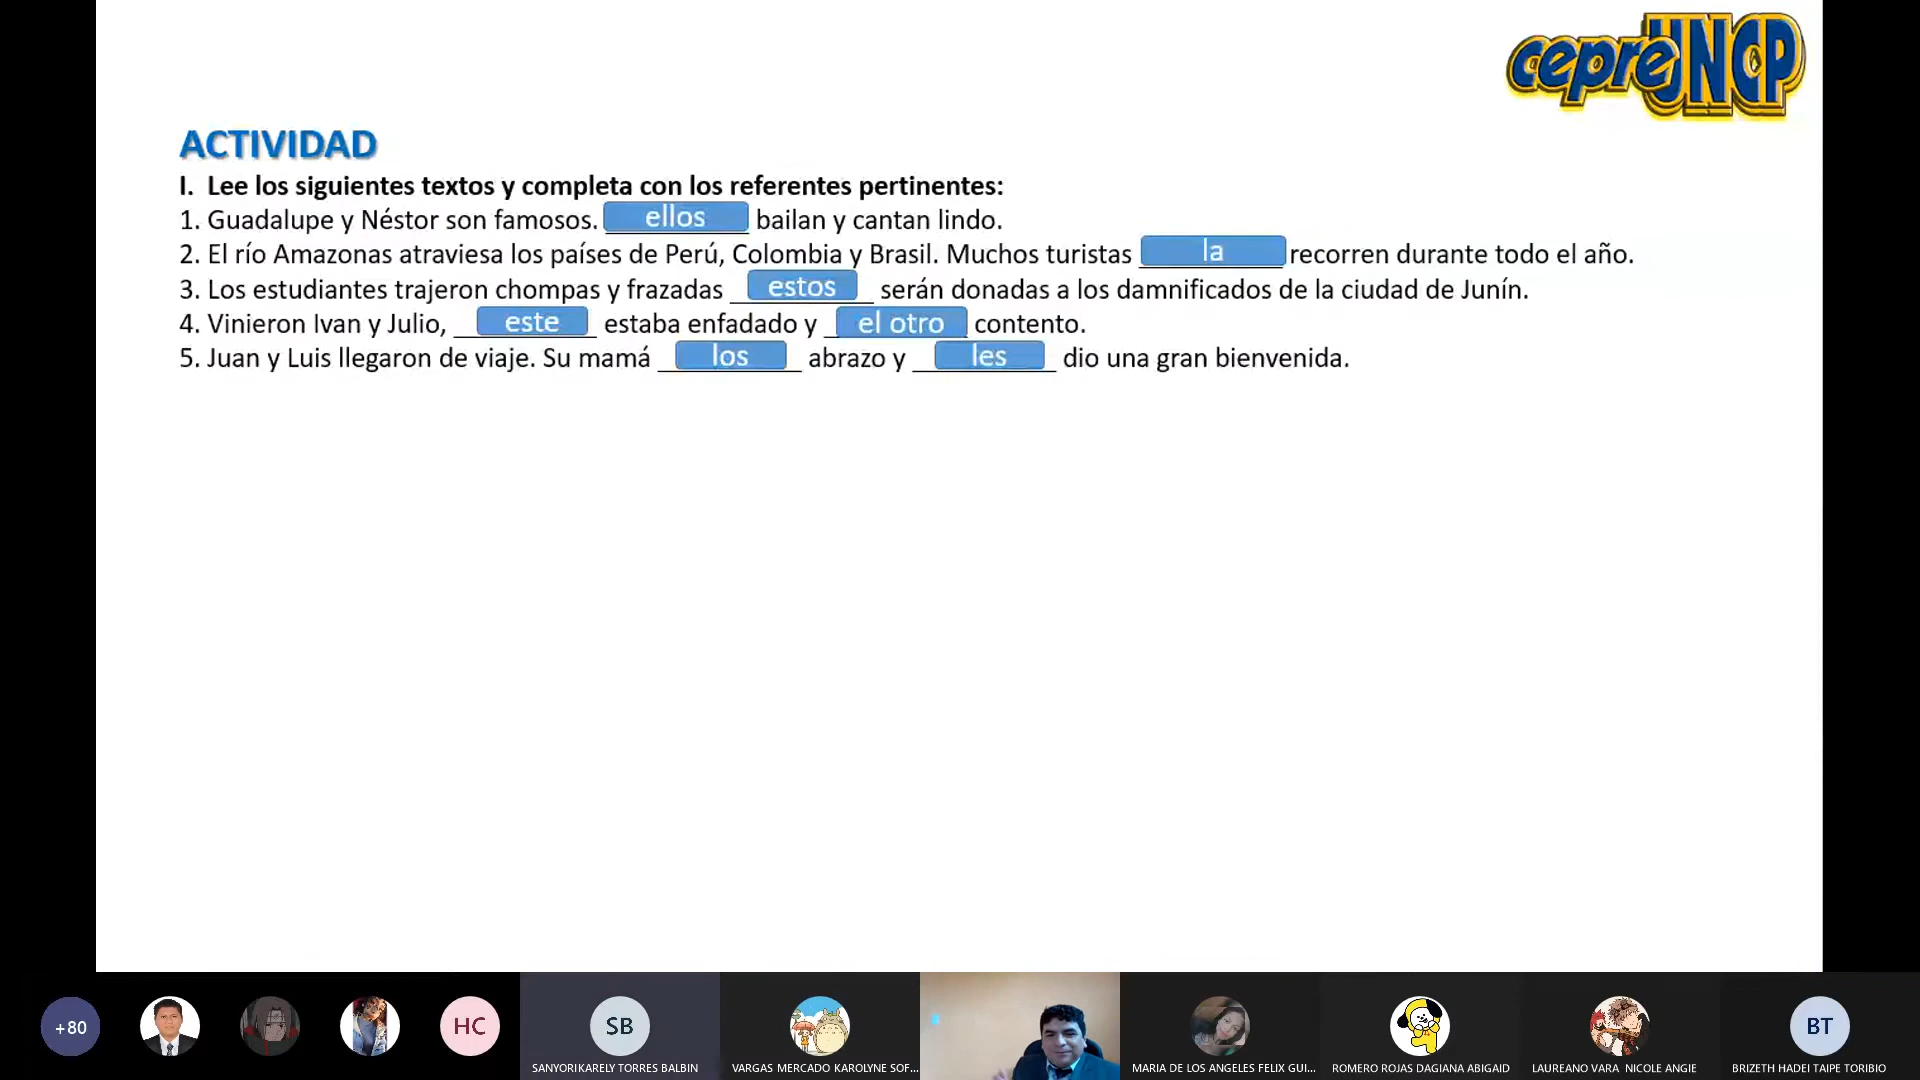 cepreUNCP
ACTIVIDAD
I. Lee los siguientes textos y completa con los referentes pertinentes:
1. Guadalupe y Néstor son famosos. ellos bailan y cantan lindo.
2. El río Amazonas atraviesa los países de Perú, Colombia y Brasil. Muchos turistas la recorren durante todo el año.
3. Los estudiantes trajeron chompas y frazadas estos serán donadas a los damnificados de la ciudad de Junín.
4. Vinieron Ivan y Julio, este estaba enfadado y el otro contento.
5. Juan y Luis llegaron de viaje. Su mamá los abrazo y les dio una gran bienvenida.
+80
HC
SB
BT
SANYORIKARELY TORRES BALBIN
VARGAS MERCADO KAROLYNE SOF...
MARIA DE LOS ANGELES FELIX GUI...
ROMERO ROJAS DAGIANA ABIGAID
LAUREANO VARA NICOLE ANGIE
BRIZETH HADEI TAIPE TORIBIO